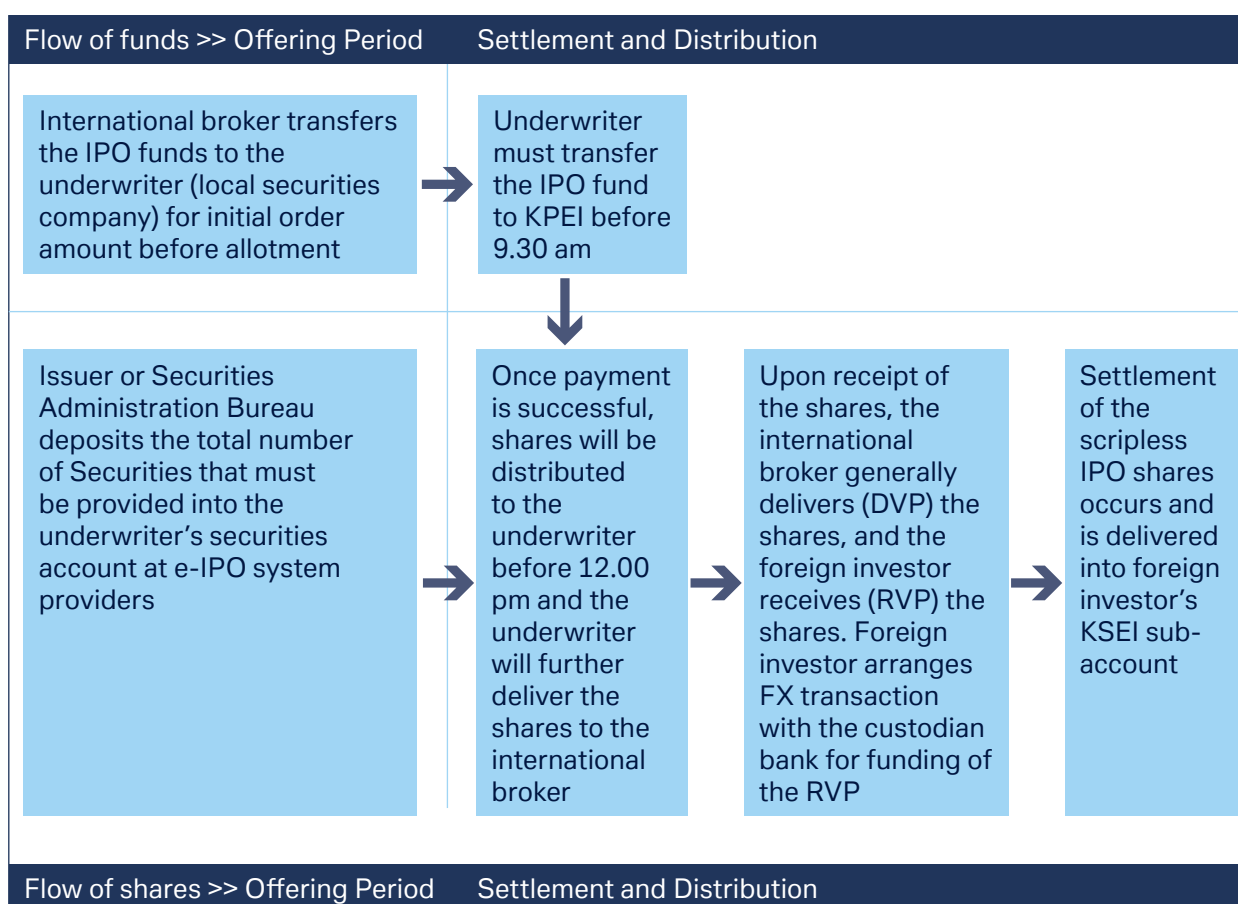 Flow of funds >> Offering Period
Settlement and Distribution
International broker transfers
the IPO funds to the
underwriter (local securities
company) for initial order
amount before allotment
Underwriter
must transfer
the IPO fund
to KPEI before
9.30 am
Issuer or Securities
Administration Bureau
deposits the total number
of Securities that must
be provided into the
underwriter's securities
account at e-IPO system
providers
Once payment
is successful,
shares will be
distributed
to the
underwriter
before 12.00
pm and the
underwriter
will further
deliver the
shares to the
international
broker
Upon receipt of
the shares, the
international
broker generally
delivers (DVP) the
shares, and the
foreign investor
receives (RVP) the
shares. Foreign
investor arranges
FX transaction
with the custodian
bank for funding of
the RVP
Settlement
of the
scripless
IPO shares
occurs and
is delivered
into foreign
investor's
KSEI sub-
account
Flow of shares >> Offering Period
Settlement and Distribution